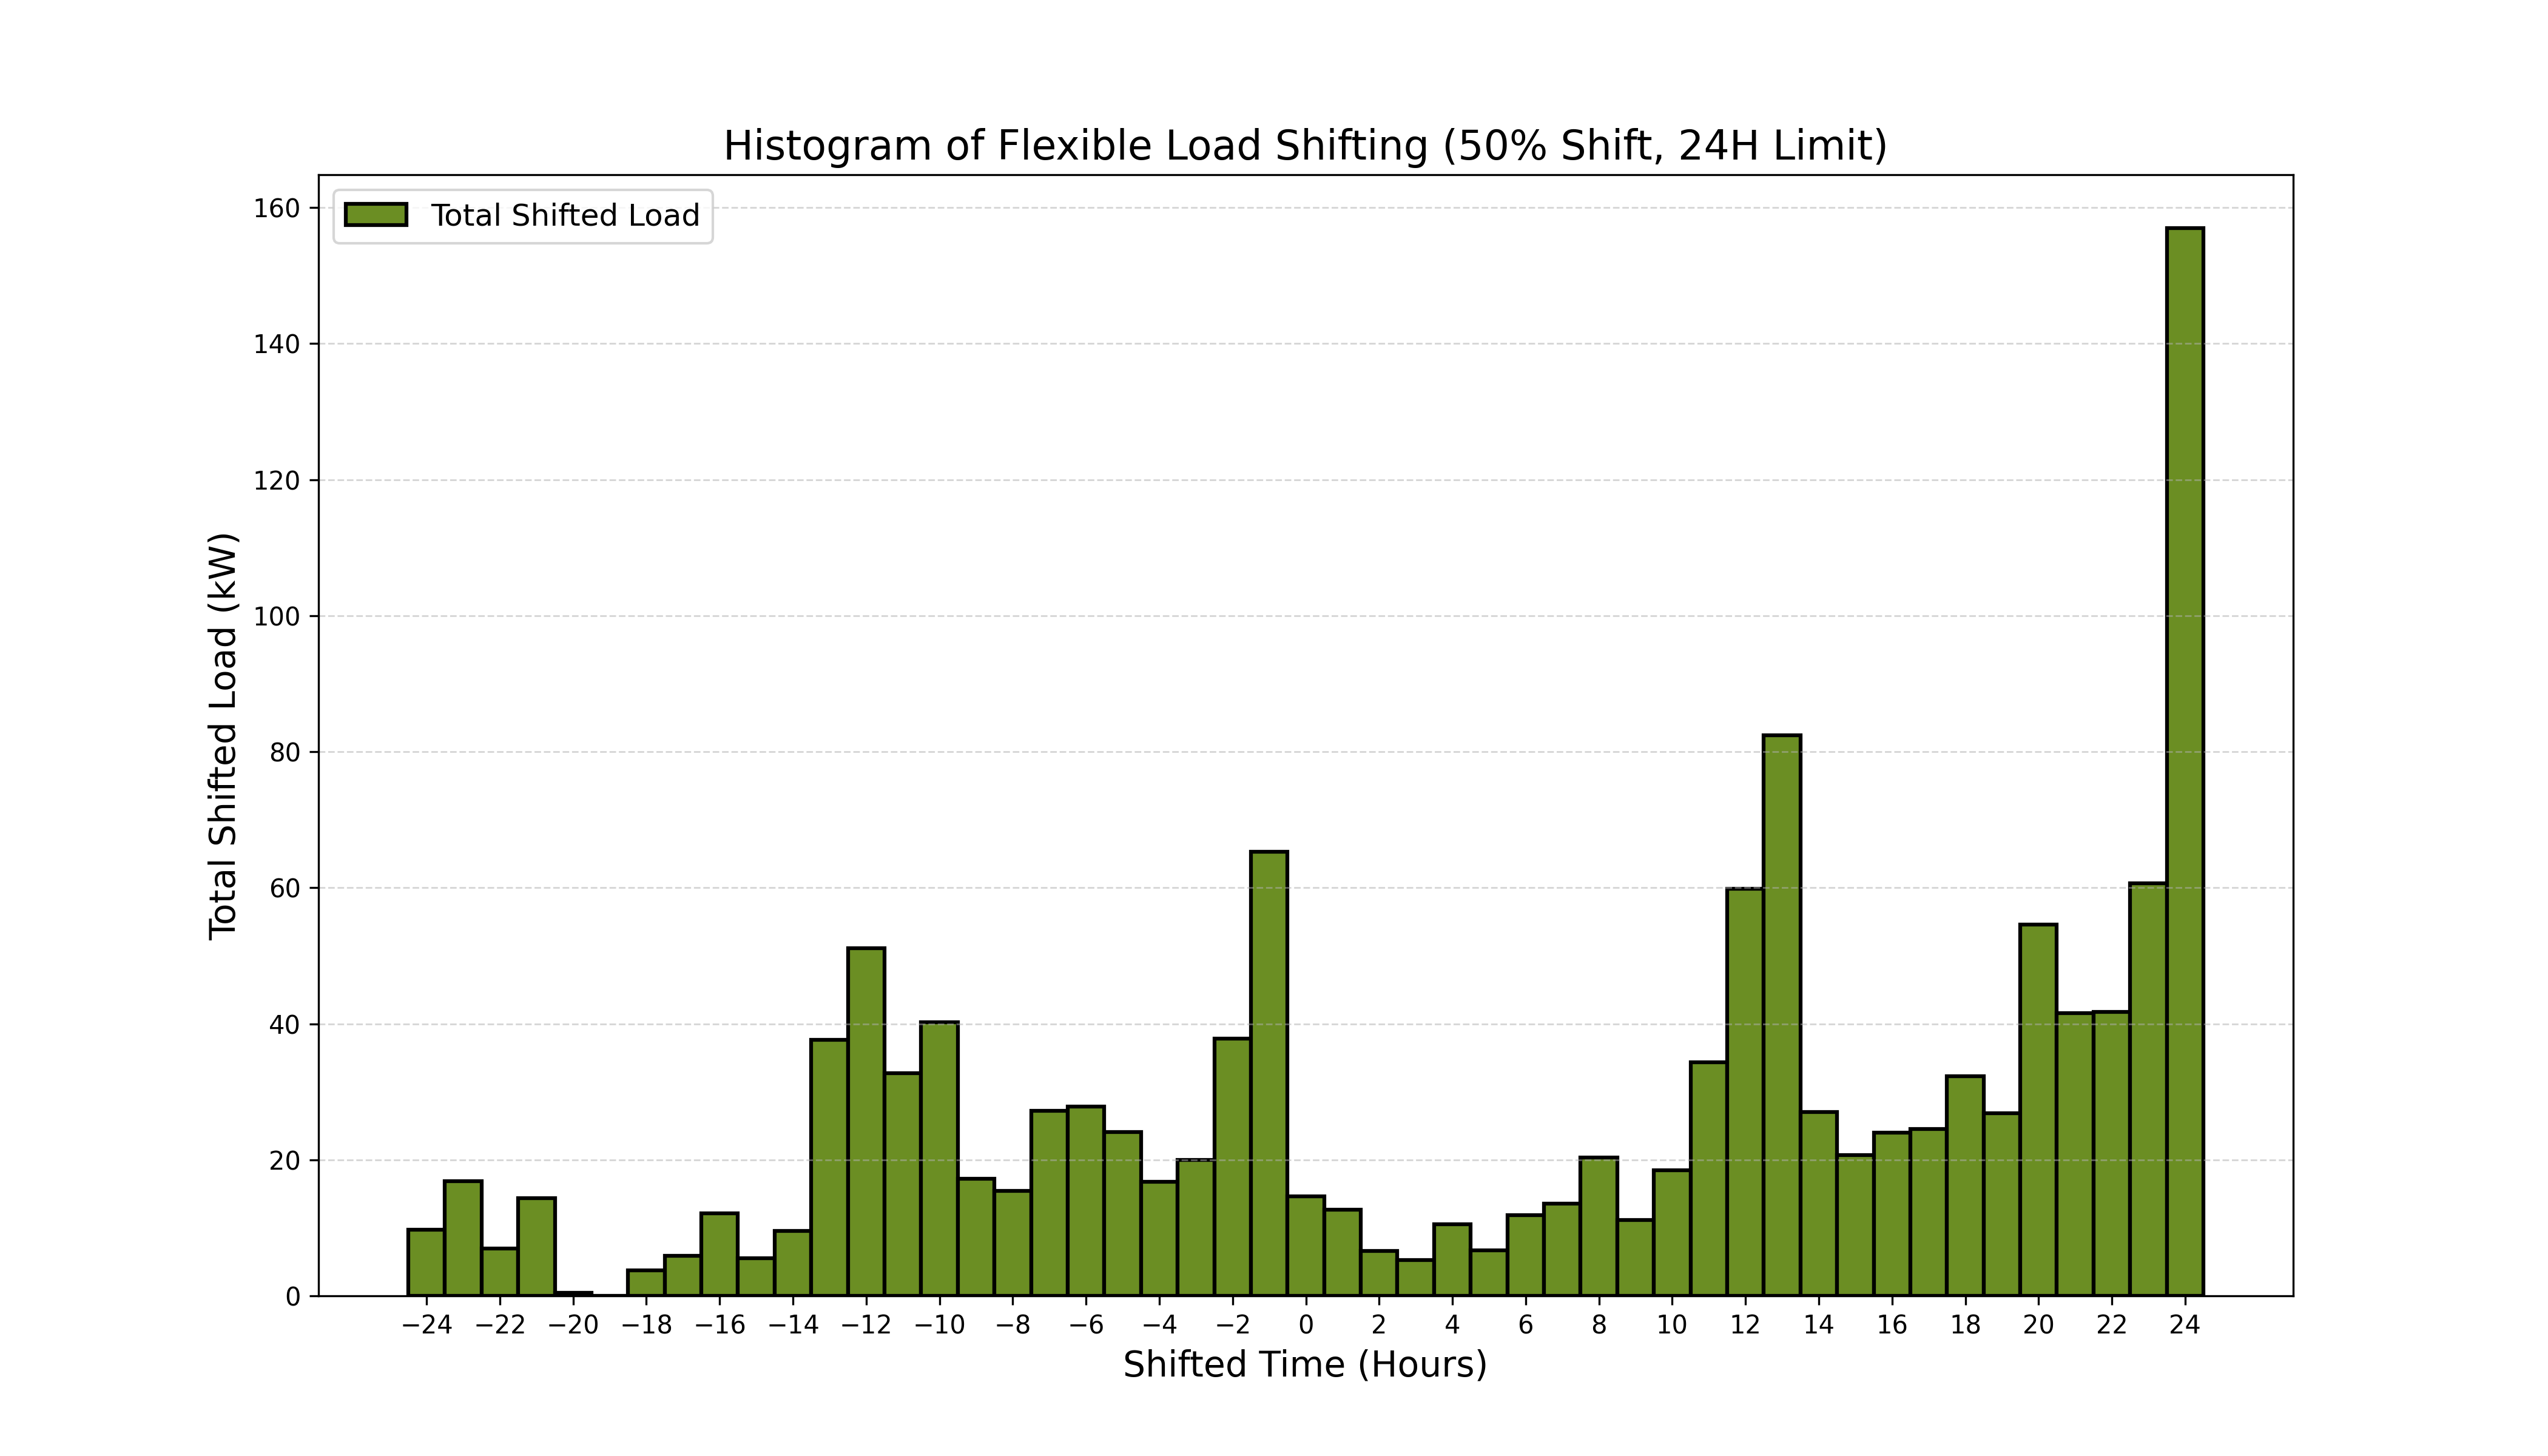 Histogram of Flexible Load Shifting (50% Shift, 24H Limit)
Total Shifted Load
160
140
120
100
80
60
40
20
0
Total Shifted Load (kW)
−24 −22 −20 −18 −16 −14 −12 −10 −8 −6 −4 −2 0 2 4 6 8 10 12 14 16 18 20 22 24
Shifted Time (Hours)